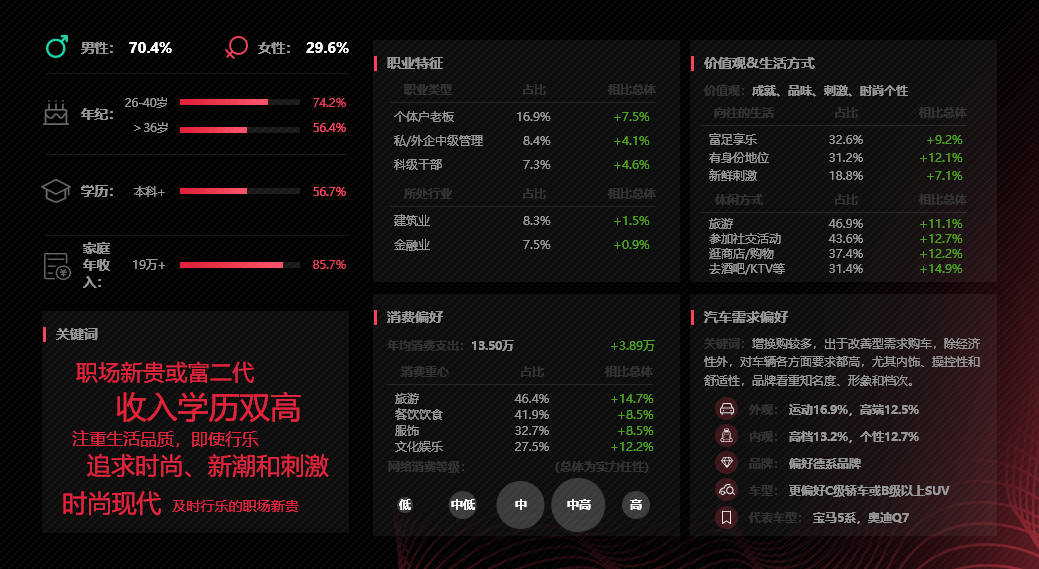 男性： 70.4% 女性： 29.6%
年纪： 26-40岁 74.2%
＞36岁 56.4%
学历： 本科+ 56.7%
家庭年收入： 19万+ 85.7%
关键词
职场新贵或富二代
收入学历双高
注重生活品质，即使行乐
追求时尚、新潮和刺激
时尚现代 及时行乐的职场新贵
职业特征
职业类型 占比 相比总体
个体户老板 16.9% +7.5%
私/外企中级管理 8.4% +4.1%
科级干部 7.3% +4.6%
所处行业 占比 相比总体
建筑业 8.3% +1.5%
金融业 7.5% +0.9%
消费偏好
年均消费支出：13.50万 +3.89万
消费重心 占比 相比总体
旅游 46.4% +14.7%
餐饮饮食 41.9% +8.5%
服饰 32.7% +8.5%
文化娱乐 27.5% +12.2%
网络消费等级： (总体为实力任性)
低 中低 中 中高 高
价值观&生活方式
价值观：成就、品味、刺激、时尚个性
向往的生活 占比 相比总体
富足享乐 32.6% +9.2%
有身份地位 31.2% +12.1%
新鲜刺激 18.8% +7.1%
休闲方式 占比 相比总体
旅游 46.9% +11.1%
参加社交活动 43.6% +12.7%
逛商店/购物 37.4% +12.2%
去酒吧/KTV等 31.4% +14.9%
汽车需求偏好
关键词：增换购较多，出于改善型需求购车，除经济
性外，对车辆各方面要求都高，尤其内饰、操控性和
舒适性，品牌看重知名度、形象和档次。
外观： 运动16.9%，高端12.5%
内观： 高档13.2%，个性12.7%
品牌： 偏好德系品牌
车型： 更偏好C级轿车或B级以上SUV
代表车型： 宝马5系，奥迪Q7